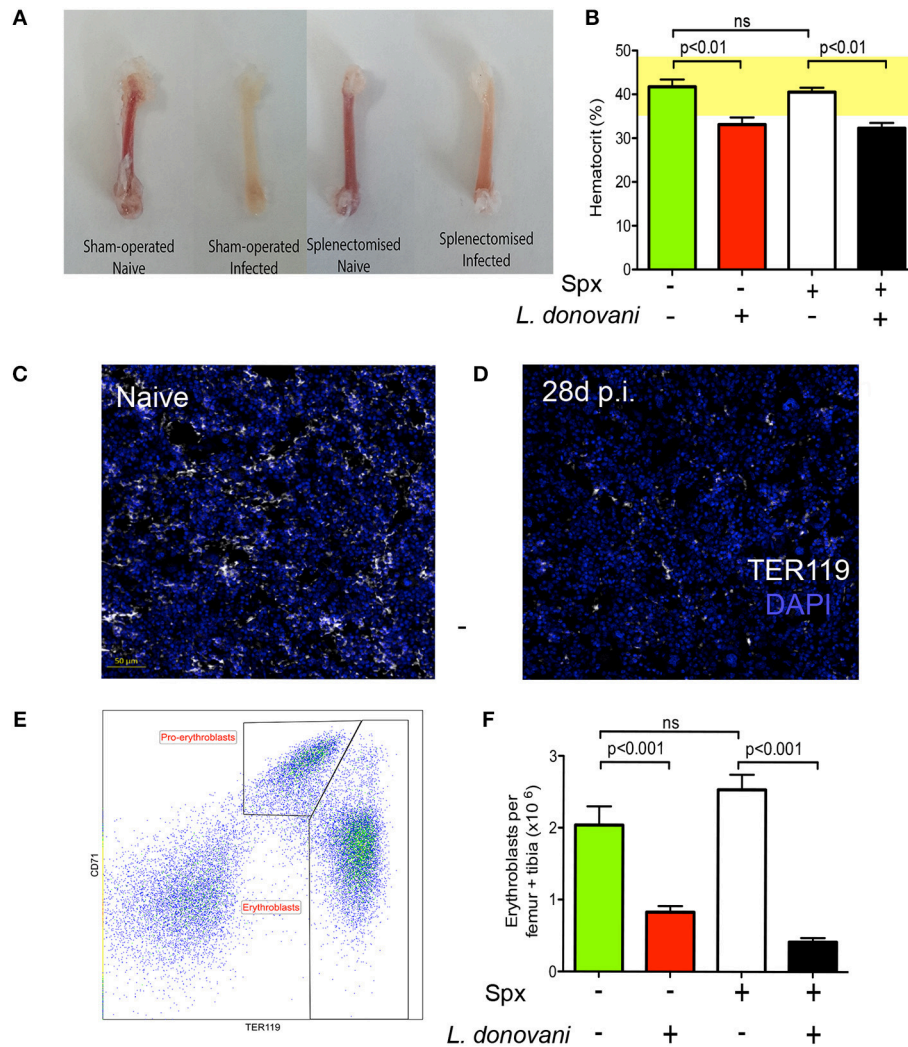 A
Sham-operated
Naive
Sham-operated
Infected
Splenectomised
Naive
Splenectomised
Infected
B
ns
p<0.01
p<0.01
50
40
30
20
10
0
Hematocrit (%)
Spx
- - + +
L. donovani
- + - +
C
Naive
50 µm
D
28d p.i.
TER119
DAPI
-
E
Pro-erythroblasts
Erythroblasts
CD71
TER119
F
ns
p<0.001
p<0.001
3
2
1
0
Erythroblasts per
femur + tibia (x10 6)
Spx
- - + +
L. donovani
- + - +